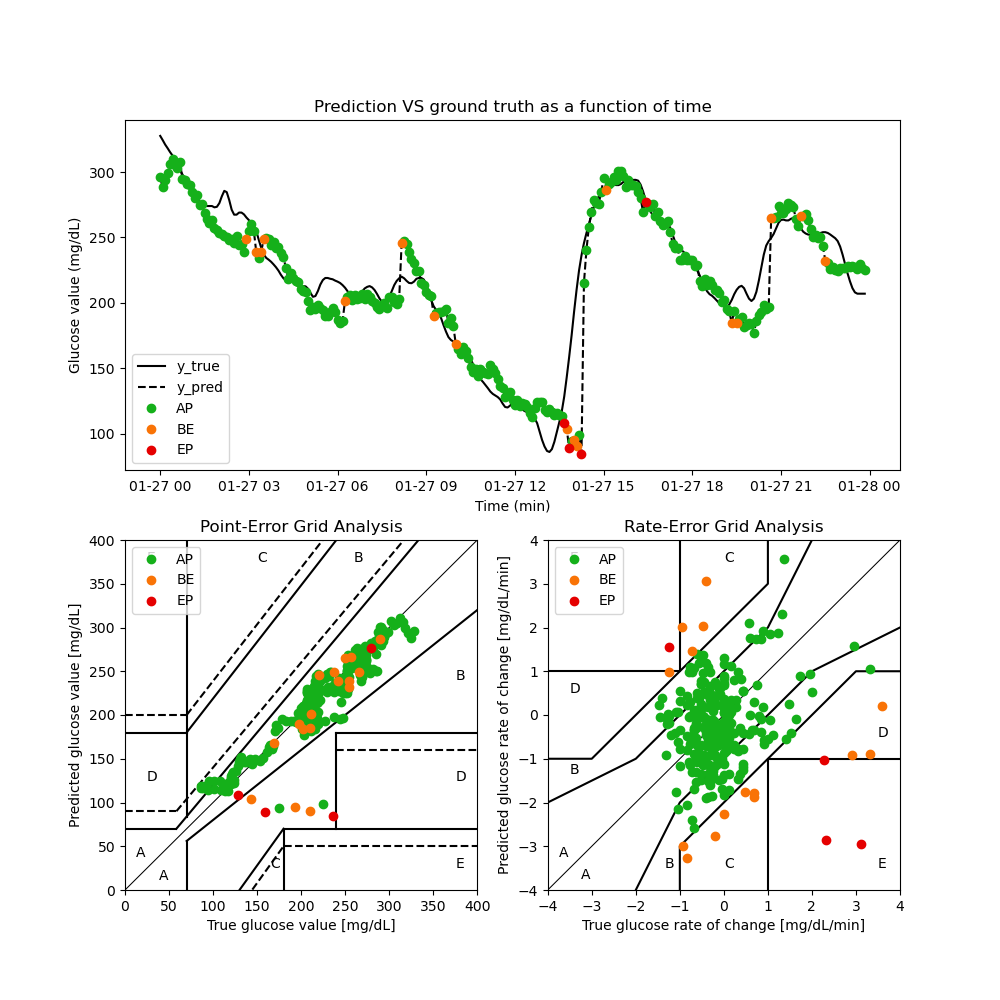 Prediction VS ground truth as a function of time
Glucose value (mg/dL)
300
250
200
150
100
y_true
y_pred
AP
BE
EP
01-27 00 01-27 03 01-27 06 01-27 09 01-27 12 01-27 15 01-27 18 01-27 21 01-28 00
Time (min)
Point-Error Grid Analysis
Predicted glucose value [mg/dL]
400
350
300
250
200
150
100
50
0
AP
BE
EP
C B
B
D D
A A C E
0 50 100 150 200 250 300 350 400
True glucose value [mg/dL]
Rate-Error Grid Analysis
Predicted glucose rate of change [mg/dL/min]
4
3
2
1
0
−1
−2
−3
−4
AP
BE
EP
C
D
D
B
A
A B C E
−4 −3 −2 −1 0 1 2 3 4
True glucose rate of change [mg/dL/min]